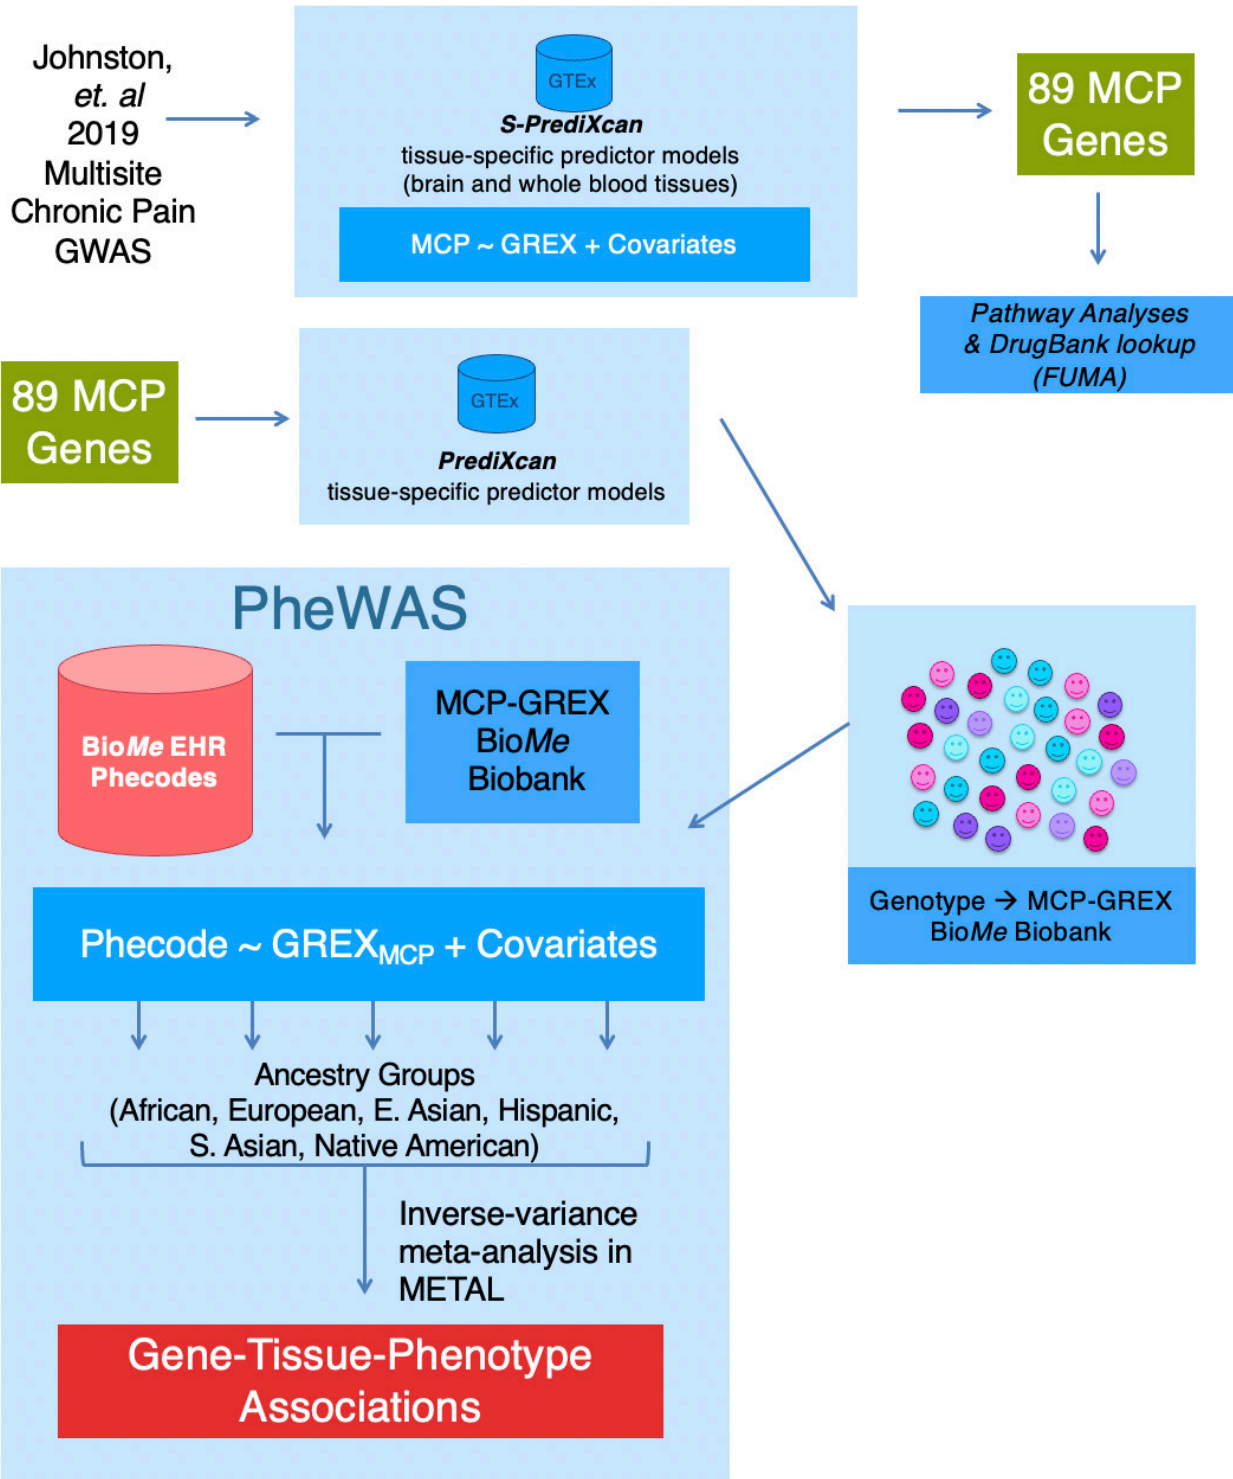 Johnston,
et. al
2019
Multisite
Chronic Pain
GWAS
GTEx
S-PrediXcan
tissue-specific predictor models
(brain and whole blood tissues)
MCP ~ GREX + Covariates
89 MCP
Genes
Pathway Analyses
& DrugBank lookup
(FUMA)
89 MCP
Genes
GTEx
PrediXcan
tissue-specific predictor models
PheWAS
BioMe EHR
Phecodes
MCP-GREX
BioMe
Biobank
Genotype → MCP-GREX
BioMe Biobank
Phecode ~ GREXMCP + Covariates
Ancestry Groups
(African, European, E. Asian, Hispanic,
S. Asian, Native American)
Inverse-variance
meta-analysis in
METAL
Gene-Tissue-Phenotype
Associations